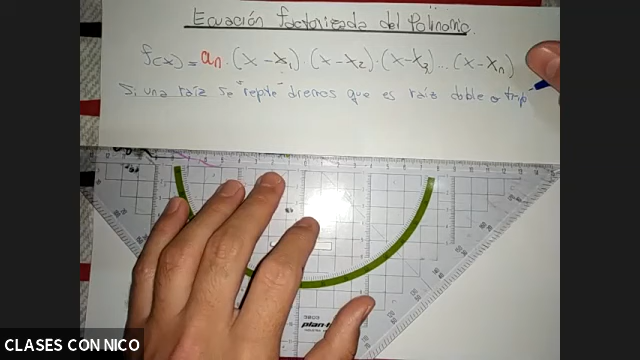 Ecuación factorizada del Polinomio.
f(x) = an · (x - x1) · (x - x2) · (x - x3) ... (x - xn)
Si una raíz se "repite" diremos que es raíz doble o trip
CLASES CON NICO